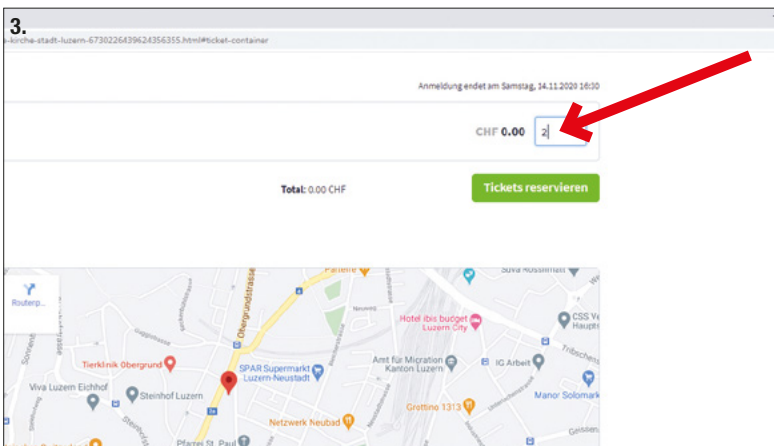 3.
e-kirche-stadt-luzern-6730226439624356355.html#ticket-container
Anmeldung endet am Samstag, 14.11.2020 16:30
CHF 0.00 2
Total: 0.00 CHF Tickets reservieren
Routenp...
Obergrundstrasse
Hotel ibis budget
Luzern City
CSS Ve
Haupts
Tierklinik Obergrund
SPAR Supermarkt
Luzern-Neustadt
Amt für Migration
Kanton Luzern
IG Arbeit
Tribschens
Viva Luzern Eichhof
Steinhof Luzern
Manor Solomark
Grottino 1313
Netzwerk Neubad
Geissens
Pfarrei St. Paul